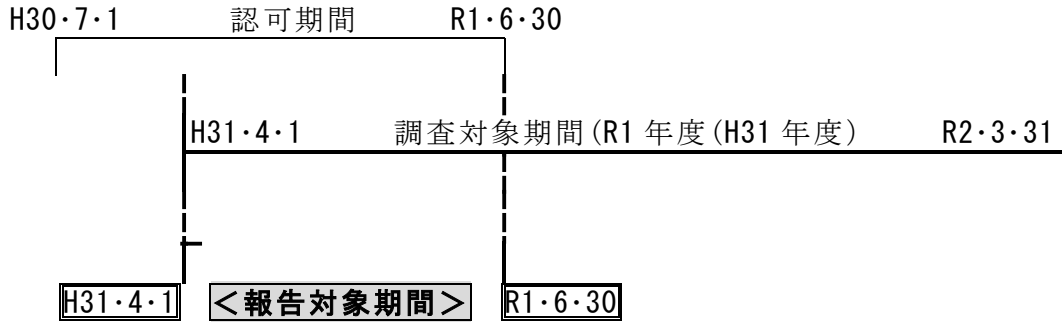 H30・7・1 認可期間 R1・6・30
H31・4・1 調査対象期間(R1 年度(H31 年度) R2・3・31
H31・4・1 <報告対象期間> R1・6・30